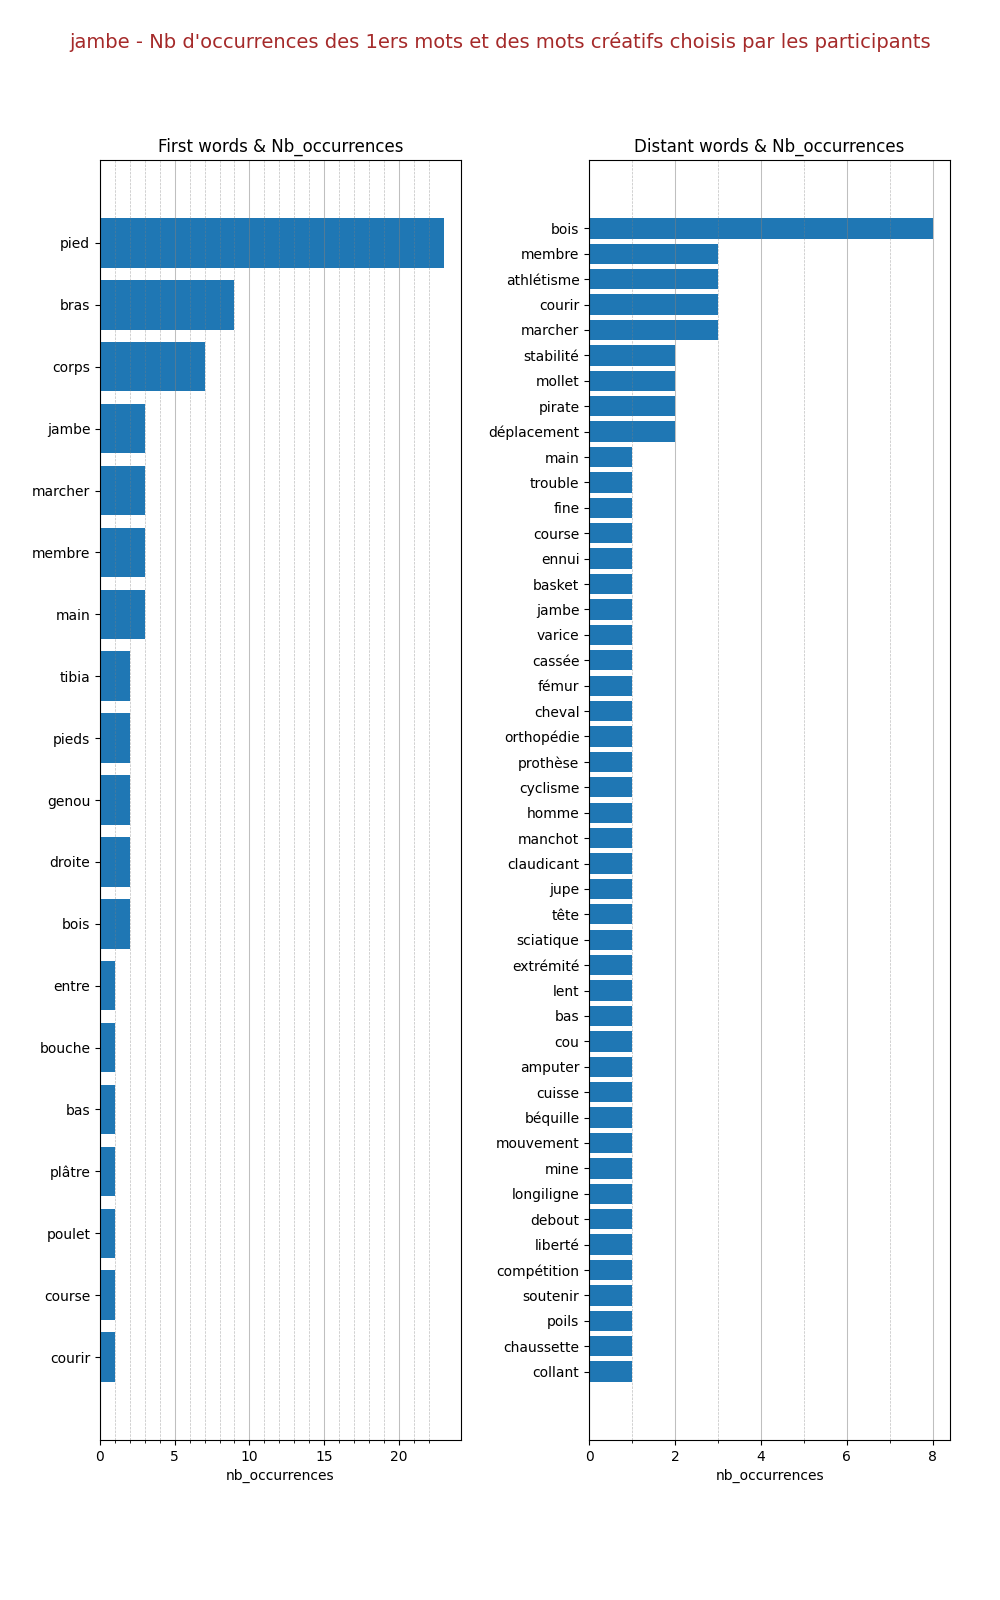 jambe - Nb d'occurrences des 1ers mots et des mots créatifs choisis par les participants
First words & Nb_occurrences
pied
bras
corps
jambe
marcher
membre
main
tibia
pieds
genou
droite
bois
entre
bouche
bas
plâtre
poulet
course
courir
0 5 10 15 20
nb_occurrences
Distant words & Nb_occurrences
bois
membre
athlétisme
courir
marcher
stabilité
mollet
pirate
déplacement
main
trouble
fine
course
ennui
basket
jambe
varice
cassée
fémur
cheval
orthopédie
prothèse
cyclisme
homme
manchot
claudicant
jupe
tête
sciatique
extrémité
lent
bas
cou
amputer
cuisse
béquille
mouvement
mine
longiligne
debout
liberté
compétition
soutenir
poils
chaussette
collant
0 2 4 6 8
nb_occurrences